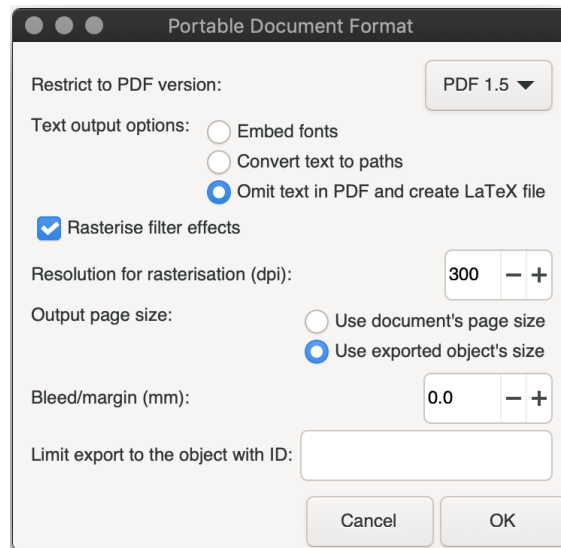 Portable Document Format
Restrict to PDF version: PDF 1.5
Text output options: Embed fonts
Convert text to paths
Omit text in PDF and create LaTeX file
Rasterise filter effects
Resolution for rasterisation (dpi): 300 − +
Output page size: Use document's page size
Use exported object's size
Bleed/margin (mm): 0.0 − +
Limit export to the object with ID:
Cancel OK